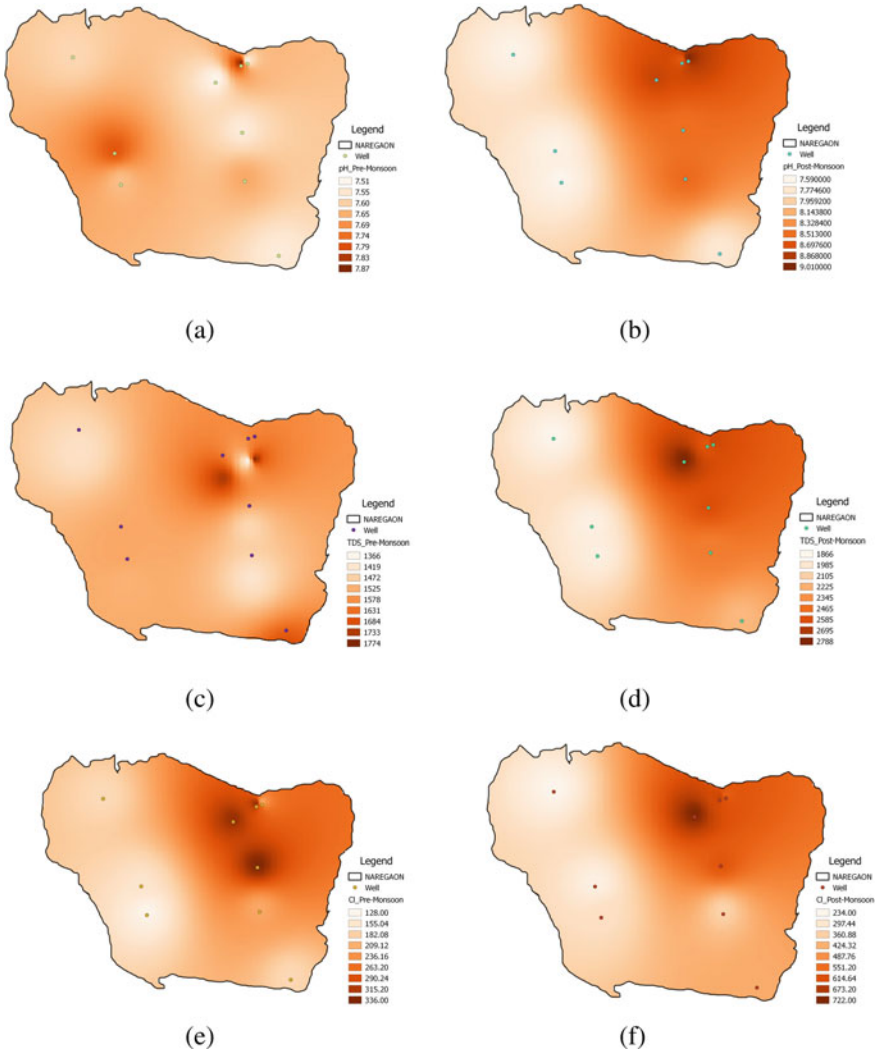 Legend
NAREGAON
Well
pH_Pre-Monsoon
7.51
7.55
7.60
7.65
7.69
7.74
7.79
7.83
7.87
(a)
Legend
NAREGAON
Well
pH_Post-Monsoon
7.590000
7.774600
7.959200
8.143800
8.328400
8.513000
8.697600
8.868000
9.010000
(b)
Legend
NAREGAON
Well
TDS_Pre-Monsoon
1366
1419
1472
1525
1578
1631
1684
1733
1774
(c)
Legend
NAREGAON
Well
TDS_Post-Monsoon
1866
1985
2105
2225
2345
2465
2585
2695
2788
(d)
Legend
NAREGAON
Well
Cl_Pre-Monsoon
128.00
155.04
182.08
209.12
236.16
263.20
290.24
315.20
336.00
(e)
Legend
NAREGAON
Well
Cl_Post-Monsoon
234.00
297.44
360.88
424.32
487.76
551.20
614.64
673.20
722.00
(f)